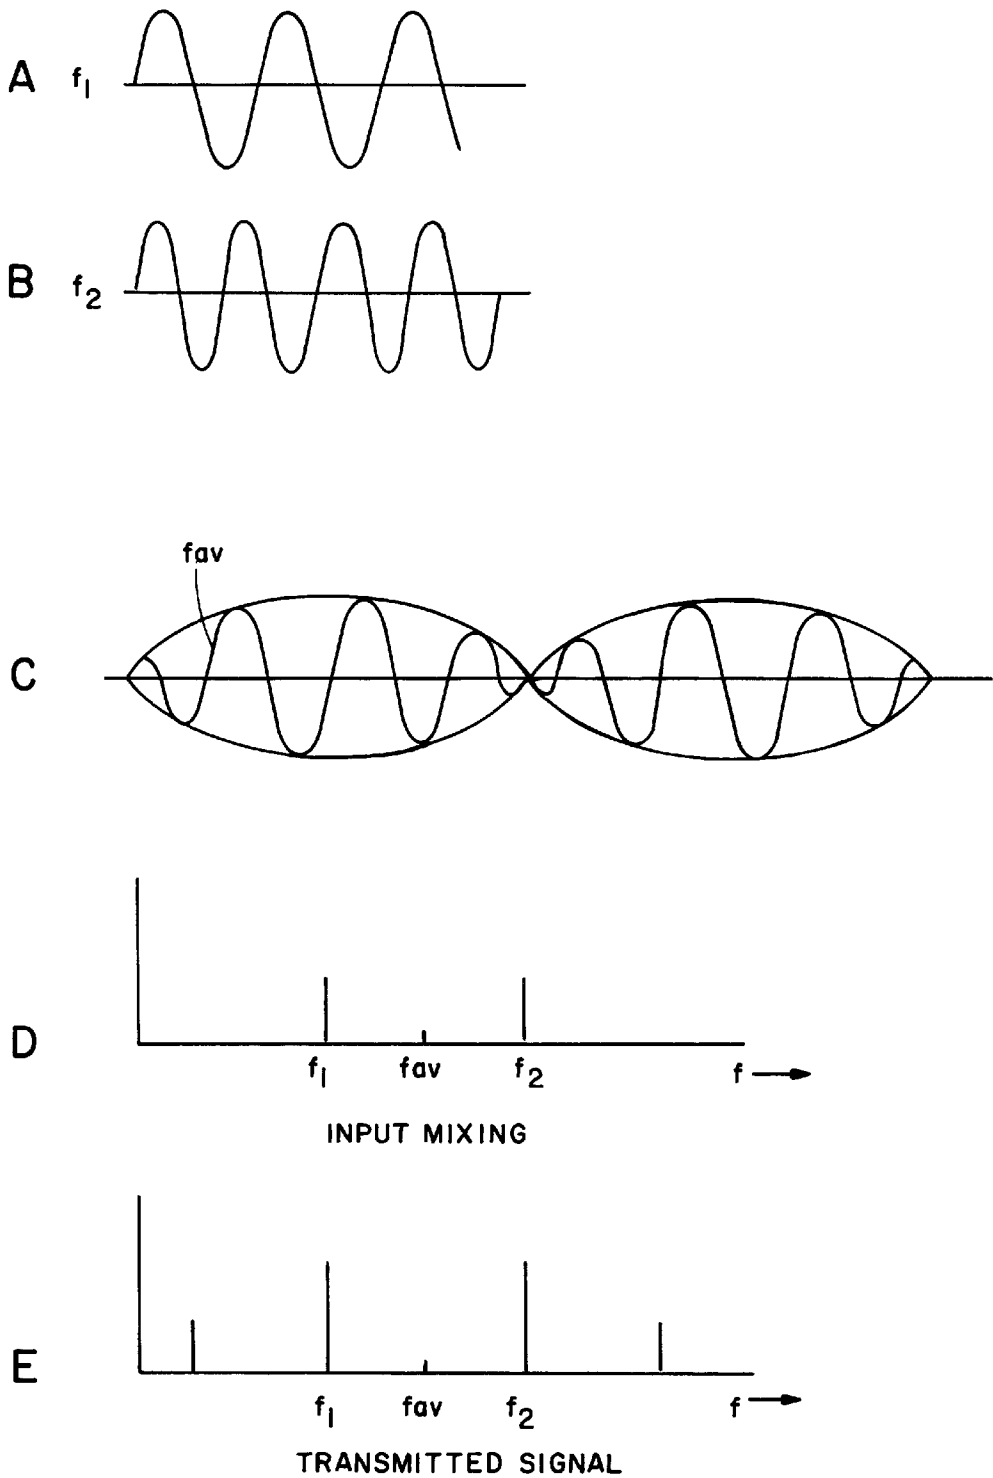 A f₁
B f₂
fav
C
D
f₁ fav f₂ f
INPUT MIXING
E
f₁ fav f₂ f
TRANSMITTED SIGNAL